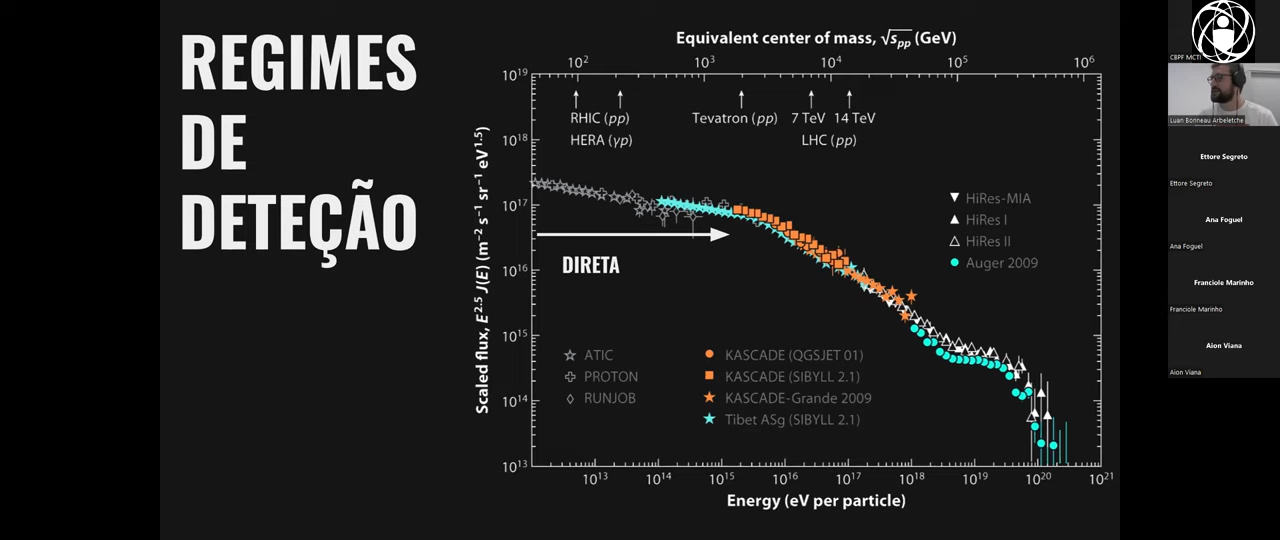 REGIMES
DE
DETEÇÃO
Equivalent center of mass, √s_pp (GeV)
10² 10³ 10⁴ 10⁵ 10⁶
RHIC (pp)
HERA (γp)
Tevatron (pp)
7 TeV 14 TeV
LHC (pp)
Scaled flux, E^2.5 J(E) (m⁻² s⁻¹ sr⁻¹ eV^1.5)
10¹⁹
10¹⁸
10¹⁷
10¹⁶
10¹⁵
10¹⁴
10¹³
HiRes-MIA
HiRes I
HiRes II
Auger 2009
DIRETA
ATIC
PROTON
RUNJOB
KASCADE (QGSJET 01)
KASCADE (SIBYLL 2.1)
KASCADE-Grande 2009
Tibet ASg (SIBYLL 2.1)
10¹³ 10¹⁴ 10¹⁵ 10¹⁶ 10¹⁷ 10¹⁸ 10¹⁹ 10²⁰ 10²¹
Energy (eV per particle)
CBPF MCTI
Luan Bonneau Arbeletche
Ettore Segreto
Ettore Segreto
Ana Foguel
Ana Foguel
Franciole Marinho
Franciole Marinho
Aion Viana
Aion Viana